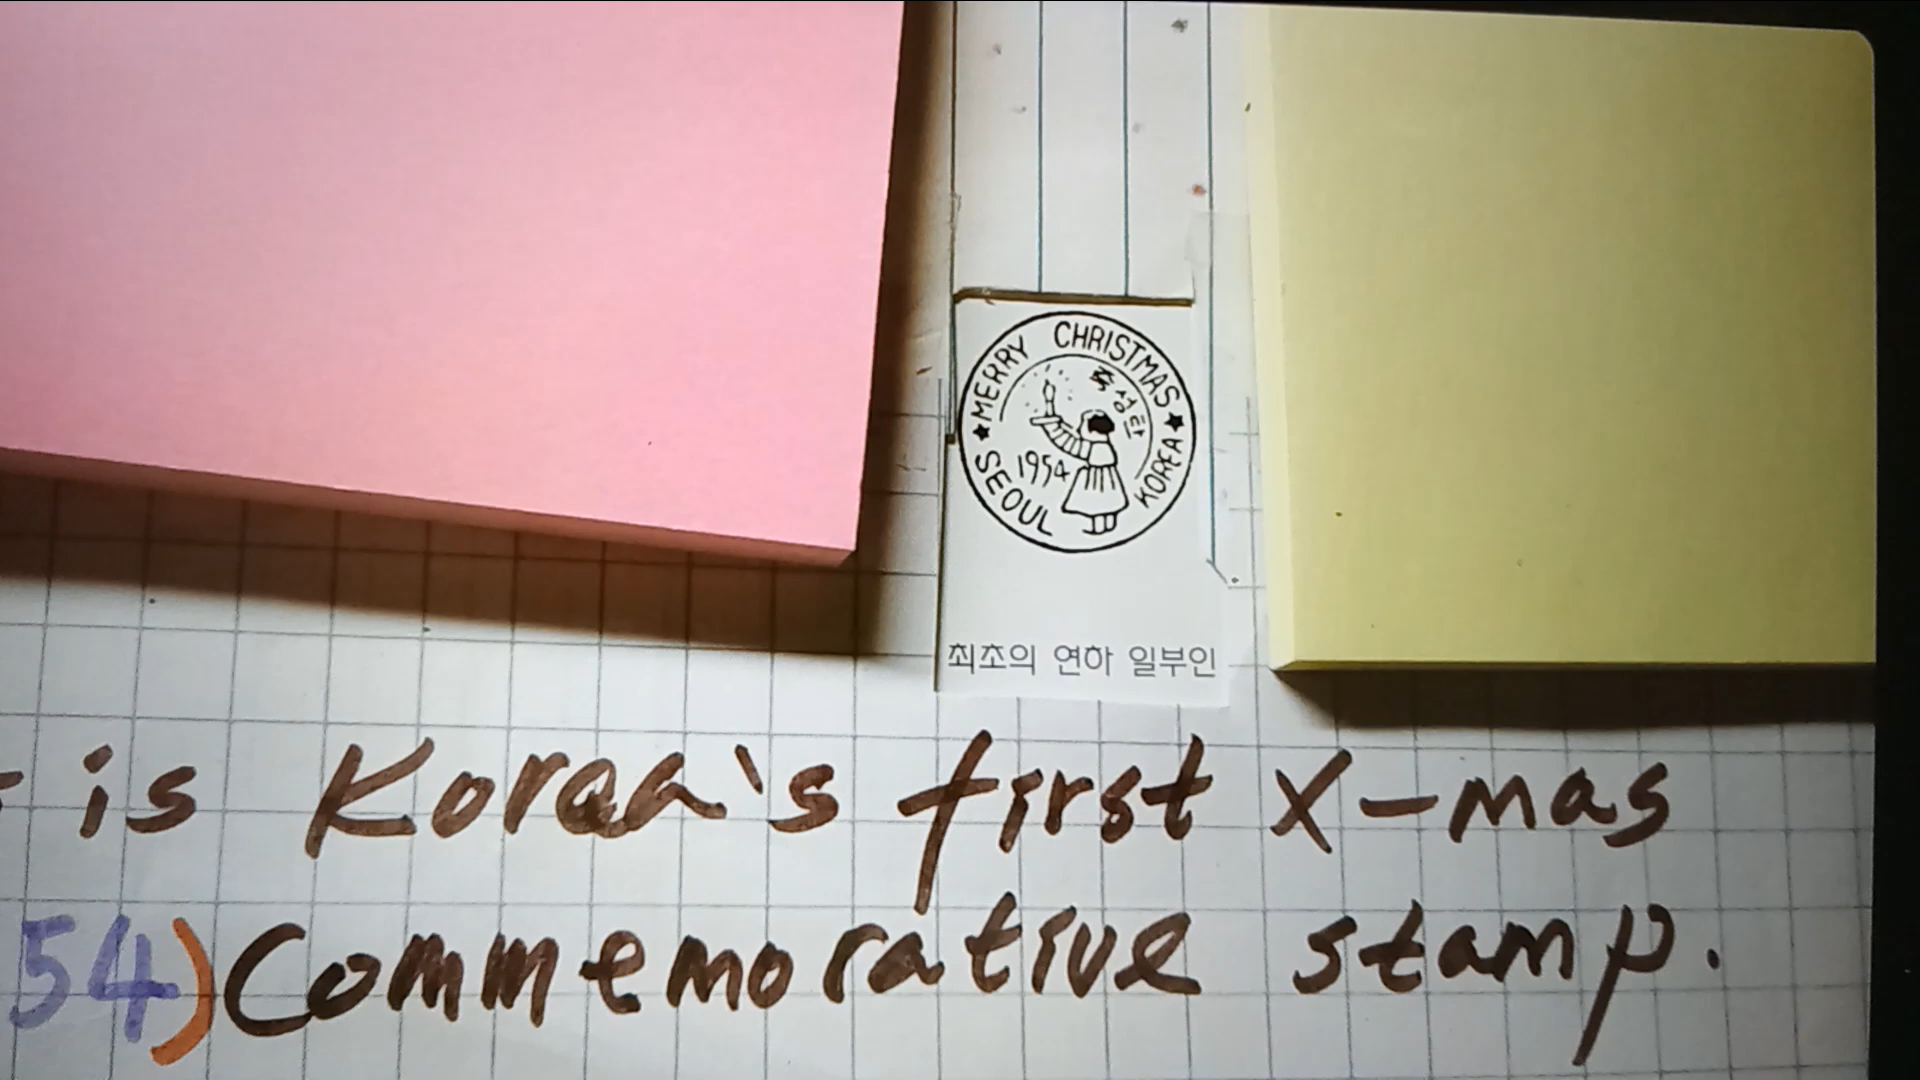 MERRY CHRISTMAS
축성탄
1954
SEOUL KOREA
최초의 연하 일부인
is Korea's first X-mas
54) Commemorative stamp.